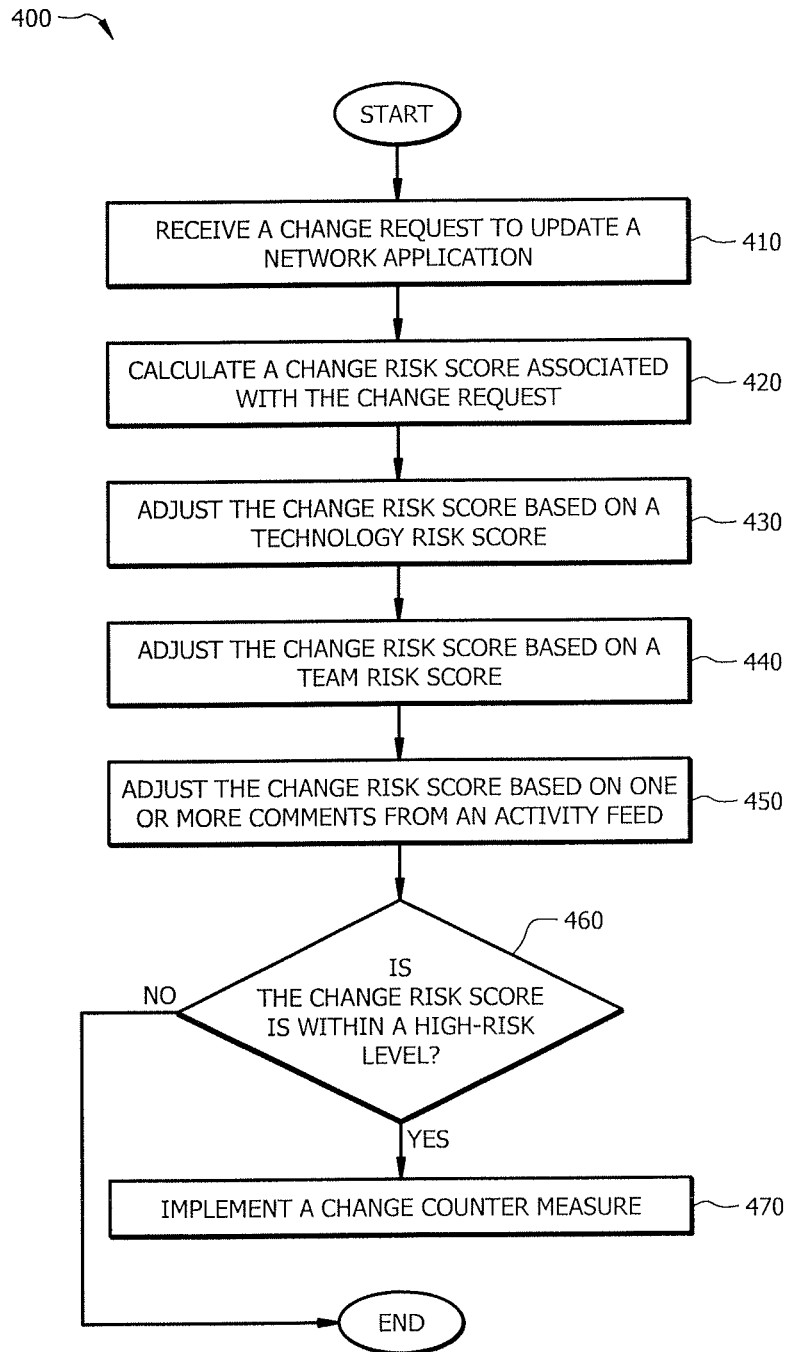 400
START
RECEIVE A CHANGE REQUEST TO UPDATE A
NETWORK APPLICATION
410
CALCULATE A CHANGE RISK SCORE ASSOCIATED
WITH THE CHANGE REQUEST
420
ADJUST THE CHANGE RISK SCORE BASED ON A
TECHNOLOGY RISK SCORE
430
ADJUST THE CHANGE RISK SCORE BASED ON A
TEAM RISK SCORE
440
ADJUST THE CHANGE RISK SCORE BASED ON ONE
OR MORE COMMENTS FROM AN ACTIVITY FEED
450
460
IS
THE CHANGE RISK SCORE
IS WITHIN A HIGH-RISK
LEVEL?
NO
YES
IMPLEMENT A CHANGE COUNTER MEASURE
470
END